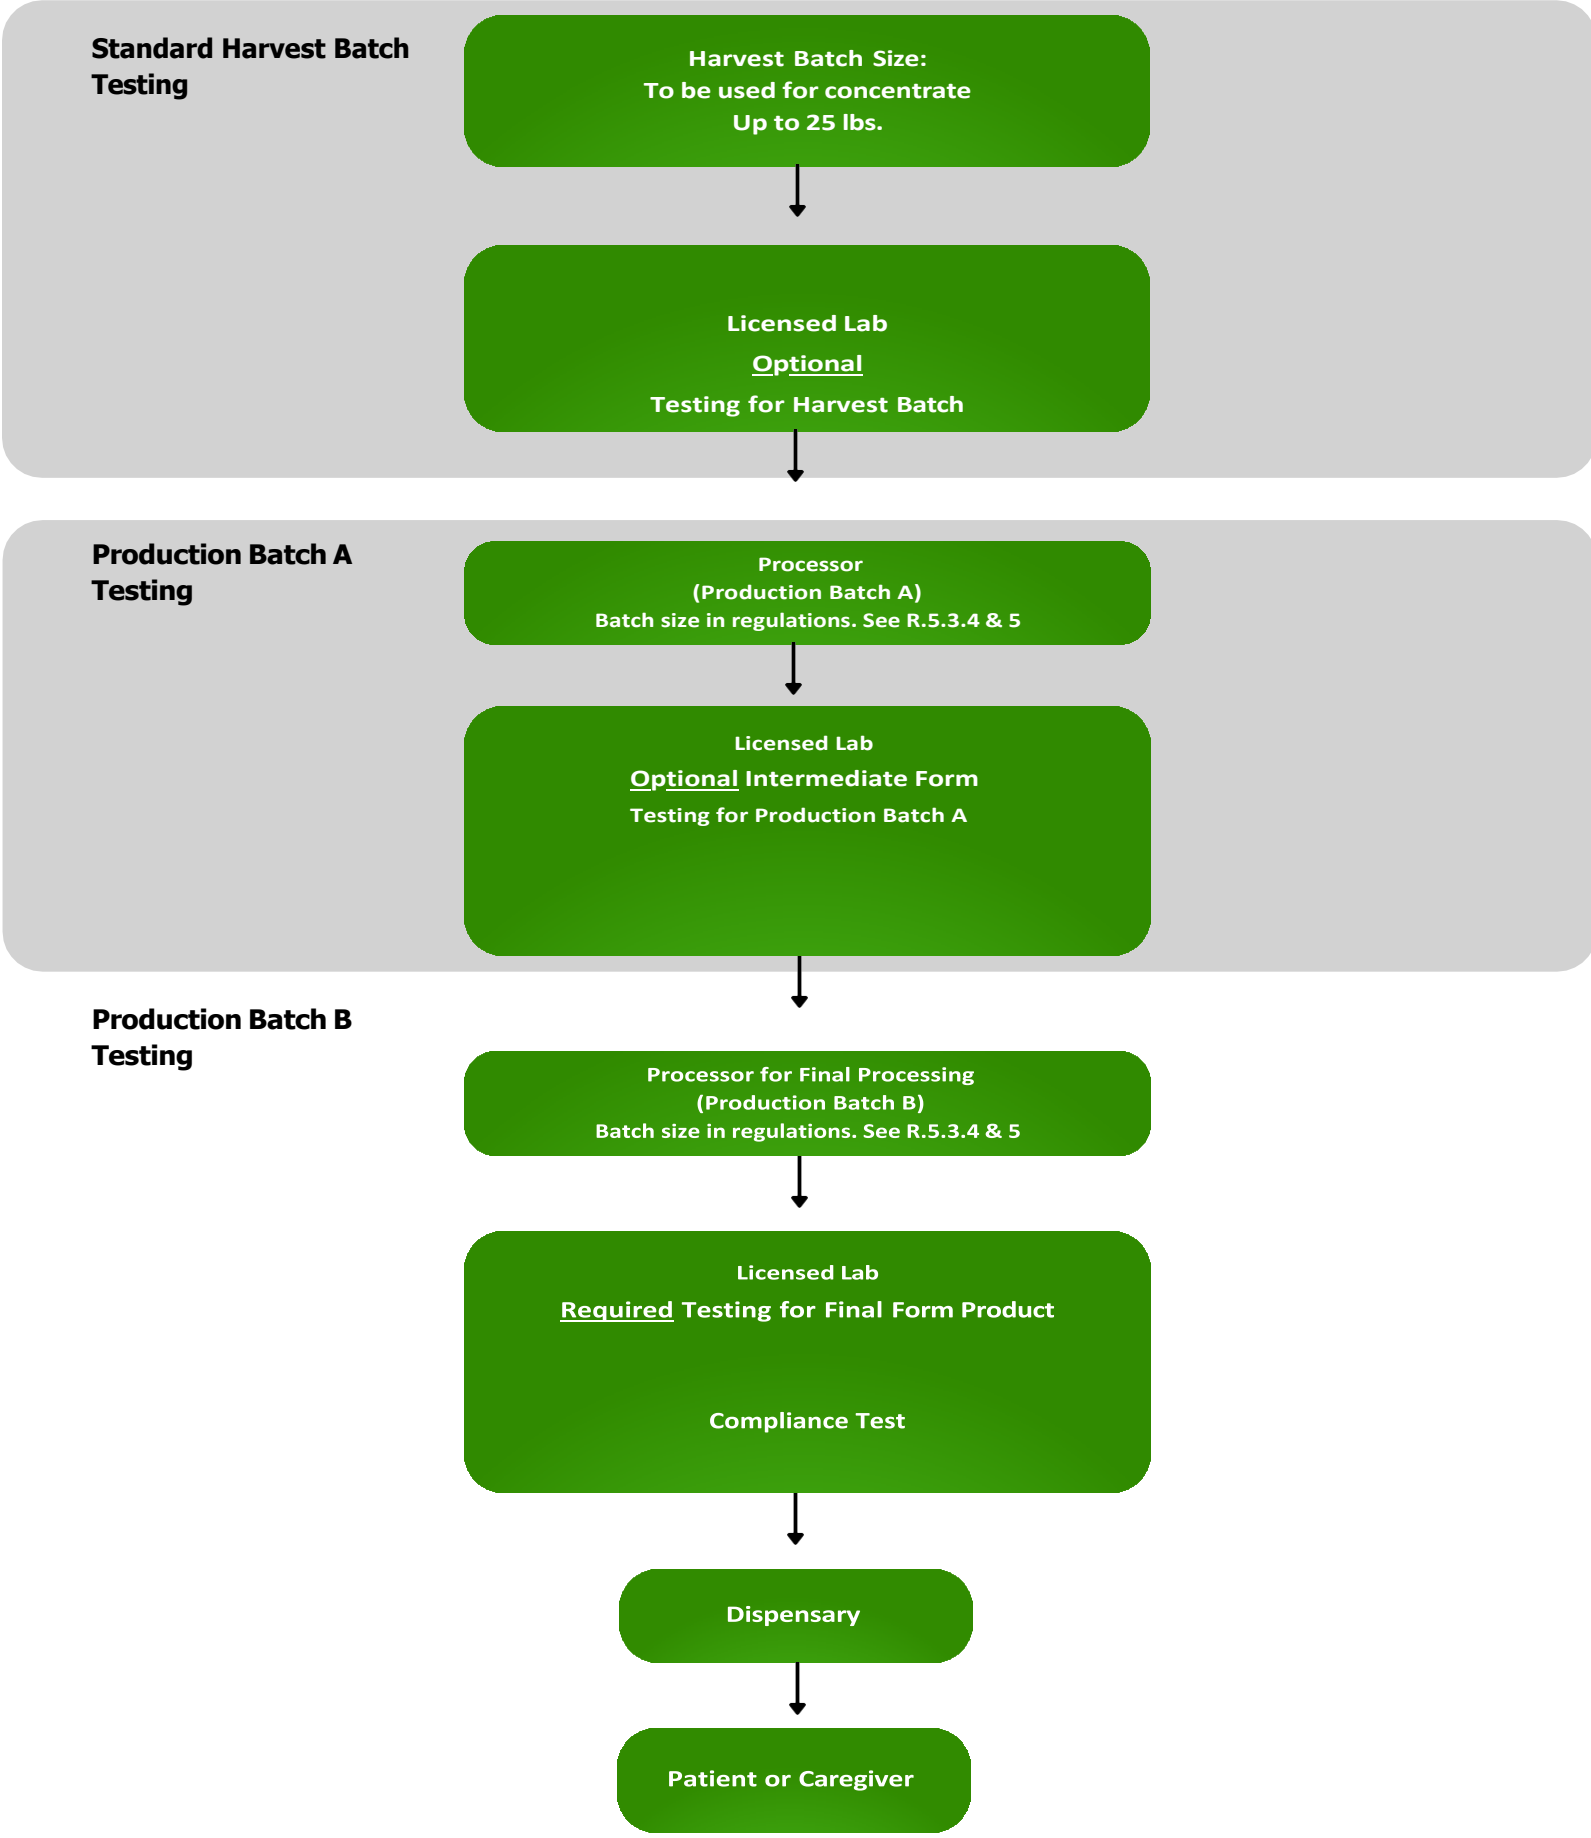 Standard Harvest Batch
Testing
Harvest Batch Size:
To be used for concentrate
Up to 25 lbs.
Licensed Lab
Optional
Testing for Harvest Batch
Production Batch A
Testing
Processor
(Production Batch A)
Batch size in regulations. See R.5.3.4 & 5
Licensed Lab
Optional Intermediate Form
Testing for Production Batch A
Production Batch B
Testing
Processor for Final Processing
(Production Batch B)
Batch size in regulations. See R.5.3.4 & 5
Licensed Lab
Required Testing for Final Form Product
Compliance Test
Dispensary
Patient or Caregiver